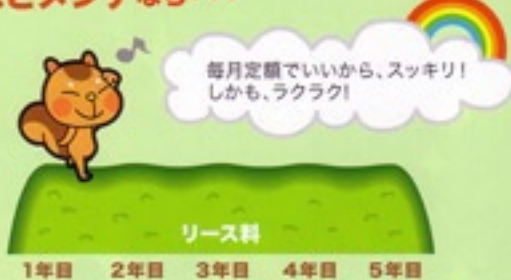 毎月定額でいいから、スッキリ!
しかも、ラクラク!
リース料
1年目 2年目 3年目 4年目 5年目